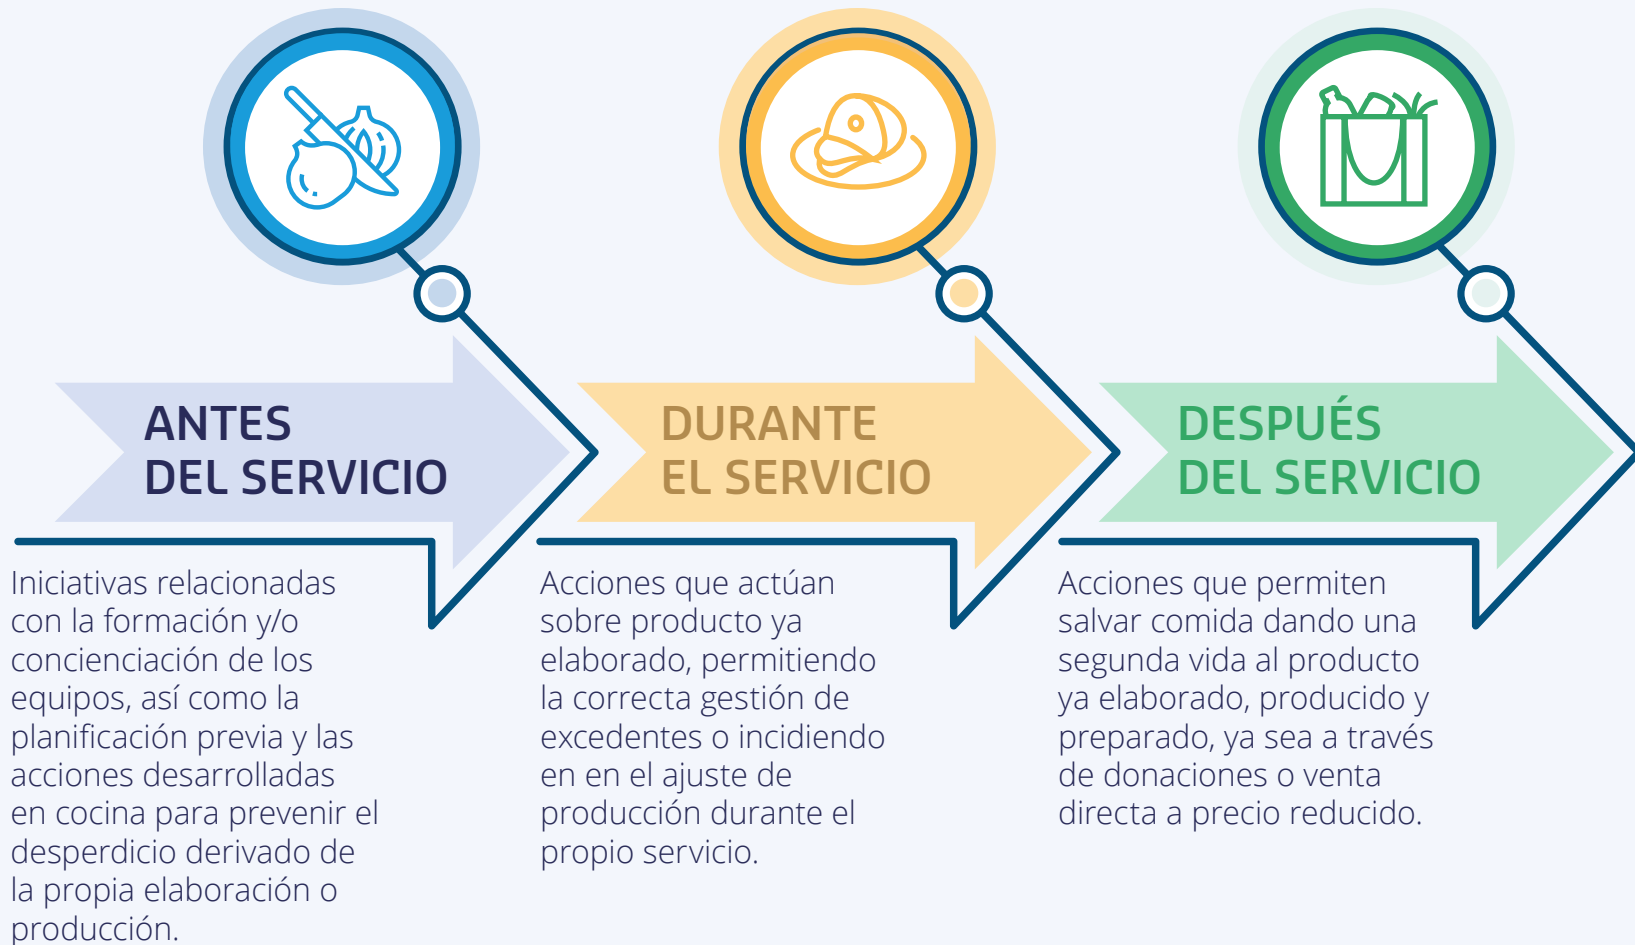 ANTES
DEL SERVICIO
Iniciativas relacionadas
con la formación y/o
concienciación de los
equipos, así como la
planificación previa y las
acciones desarrolladas
en cocina para prevenir el
desperdicio derivado de
la propia elaboración o
producción.
DURANTE
EL SERVICIO
Acciones que actúan
sobre producto ya
elaborado, permitiendo
la correcta gestión de
excedentes o incidiendo
en en el ajuste de
producción durante el
propio servicio.
DESPUÉS
DEL SERVICIO
Acciones que permiten
salvar comida dando una
segunda vida al producto
ya elaborado, producido y
preparado, ya sea a través
de donaciones o venta
directa a precio reducido.